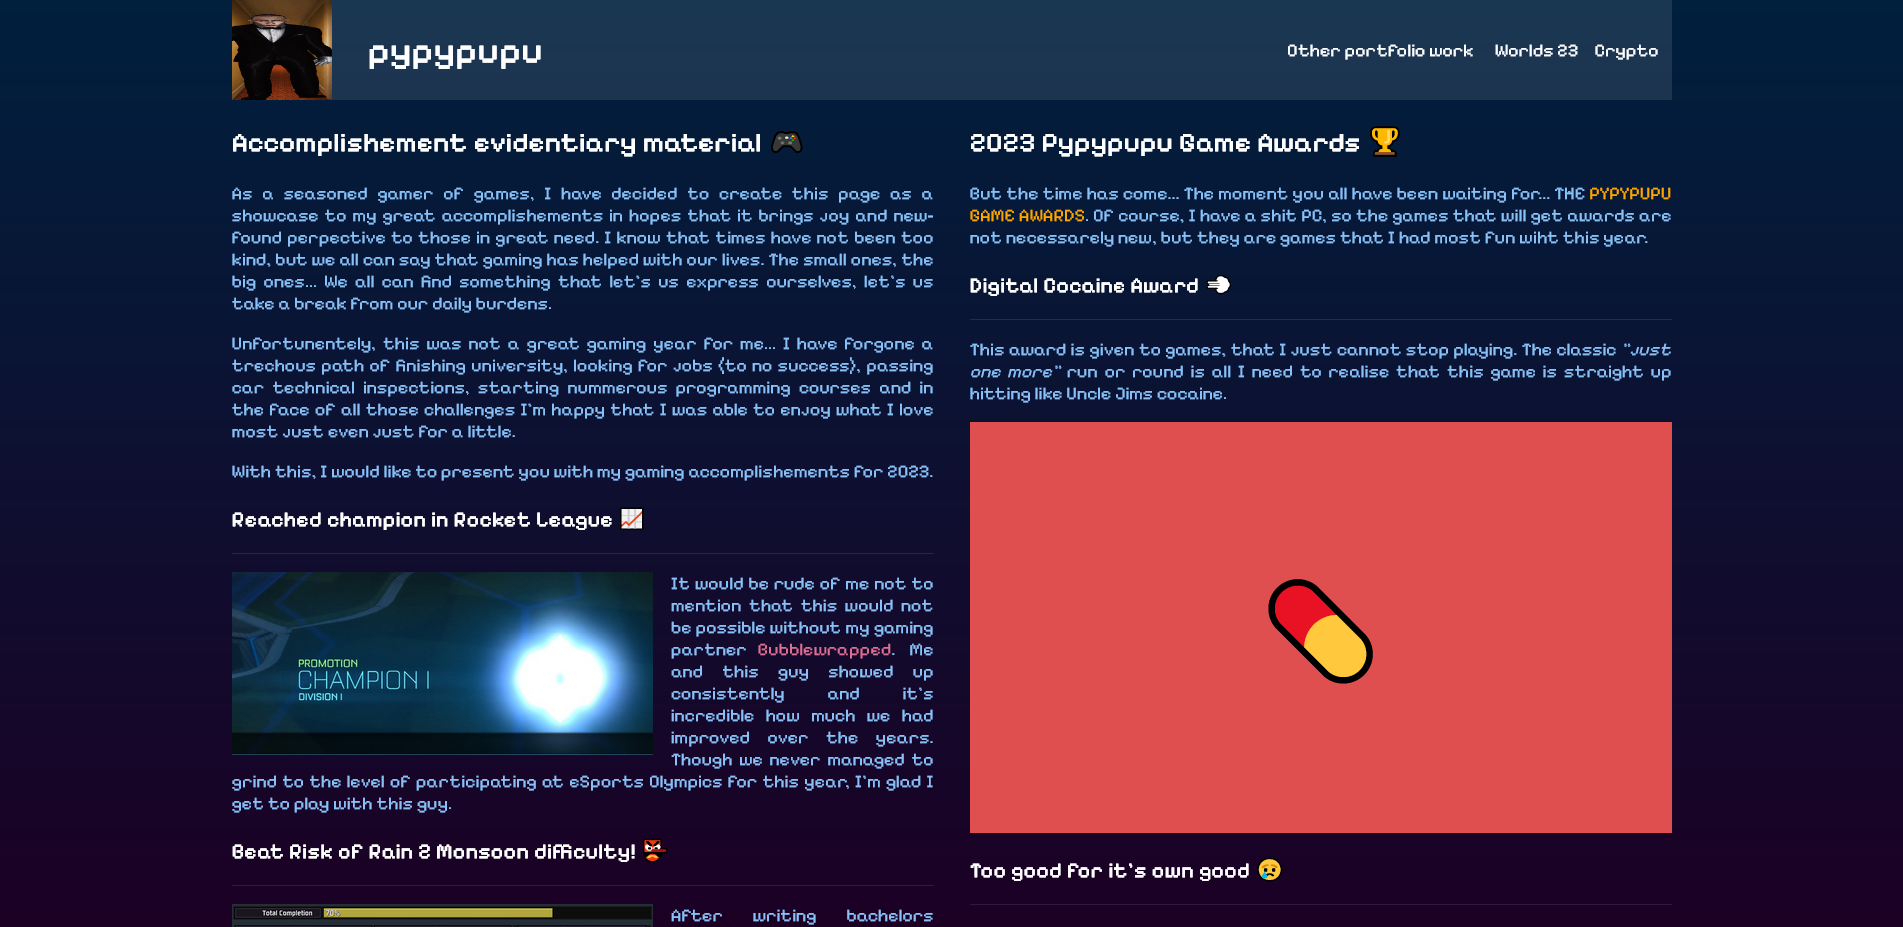 pypypupu
Other portfolio work
Worlds 23
Crypto
Accomplishement evidentiary material 🎮
As a seasoned gamer of games, I have decided to create this page as a
showcase to my great accomplishements in hopes that it brings joy and new-
found perpective to those in great need. I know that times have not been too
kind, but we all can say that gaming has helped with our lives. The small ones, the
big ones... We all can find something that let's us express ourselves, let's us
take a break from our daily burdens.
Unfortunentely, this was not a great gaming year for me... I have forgone a
trechous path of finishing university, looking for jobs (to no success), passing
car technical inspections, starting nummerous programming courses and in
the face of all those challenges I'm happy that I was able to enjoy what I love
most just even just for a little.
With this, I would like to present you with my gaming accomplishements for 2023.
Reached champion in Rocket League 📈
PROMOTION
CHAMPION I
DIVISION I
It would be rude of me not to
mention that this would not
be possible without my gaming
partner Bubblewrapped. Me
and this guy showed up
consistently and it's
incredible how much we had
improved over the years.
Though we never managed to
grind to the level of participating at eSports Olympics for this year, I'm glad I
get to play with this guy.
Beat Risk of Rain 2 Monsoon difficulty! 👺
Total Completion
70%
After writing bachelors
2023 Pypypupu Game Awards 🏆
But the time has come... The moment you all have been waiting for... THE PYPYPUPU
GAME AWARDS. Of course, I have a shit PC, so the games that will get awards are
not necessarely new, but they are games that I had most fun wiht this year.
Digital Cocaine Award 💨
This award is given to games, that I just cannot stop playing. The classic "just
one more" run or round is all I need to realise that this game is straight up
hitting like Uncle Jims cocaine.
Too good for it's own good 😢